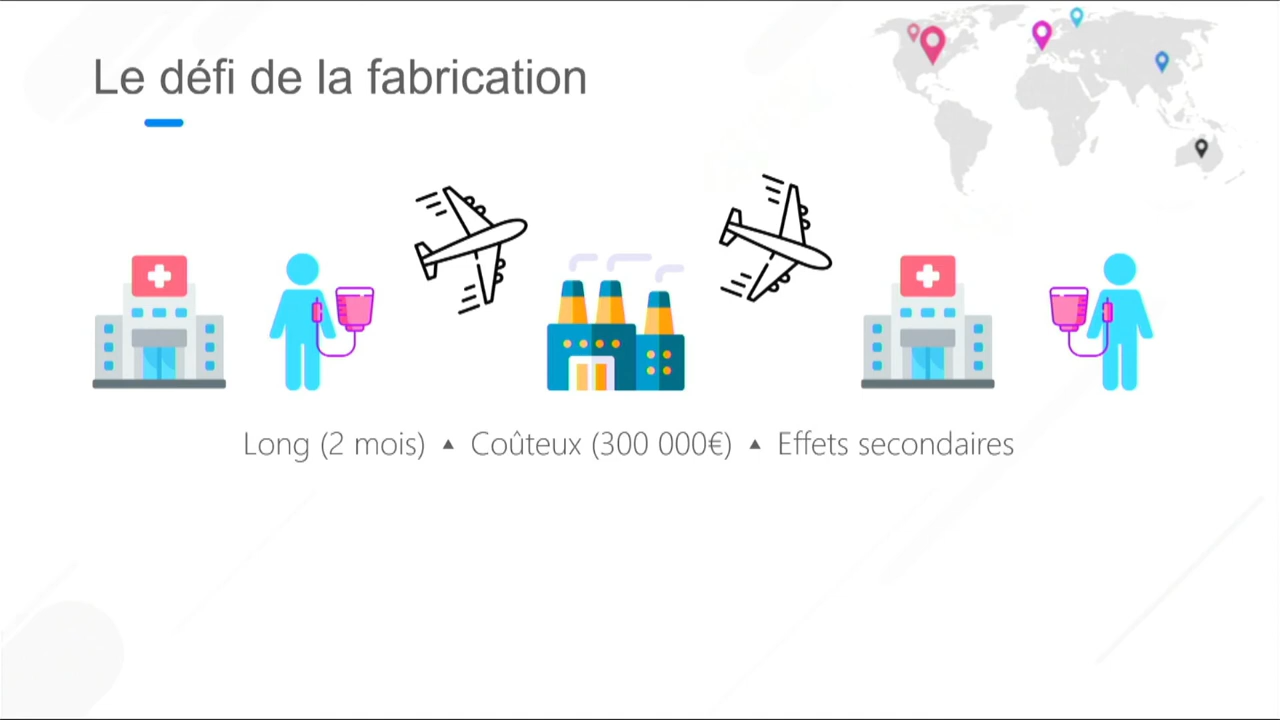 Le défi de la fabrication
Long (2 mois) ▲ Coûteux (300 000€) ▲ Effets secondaires